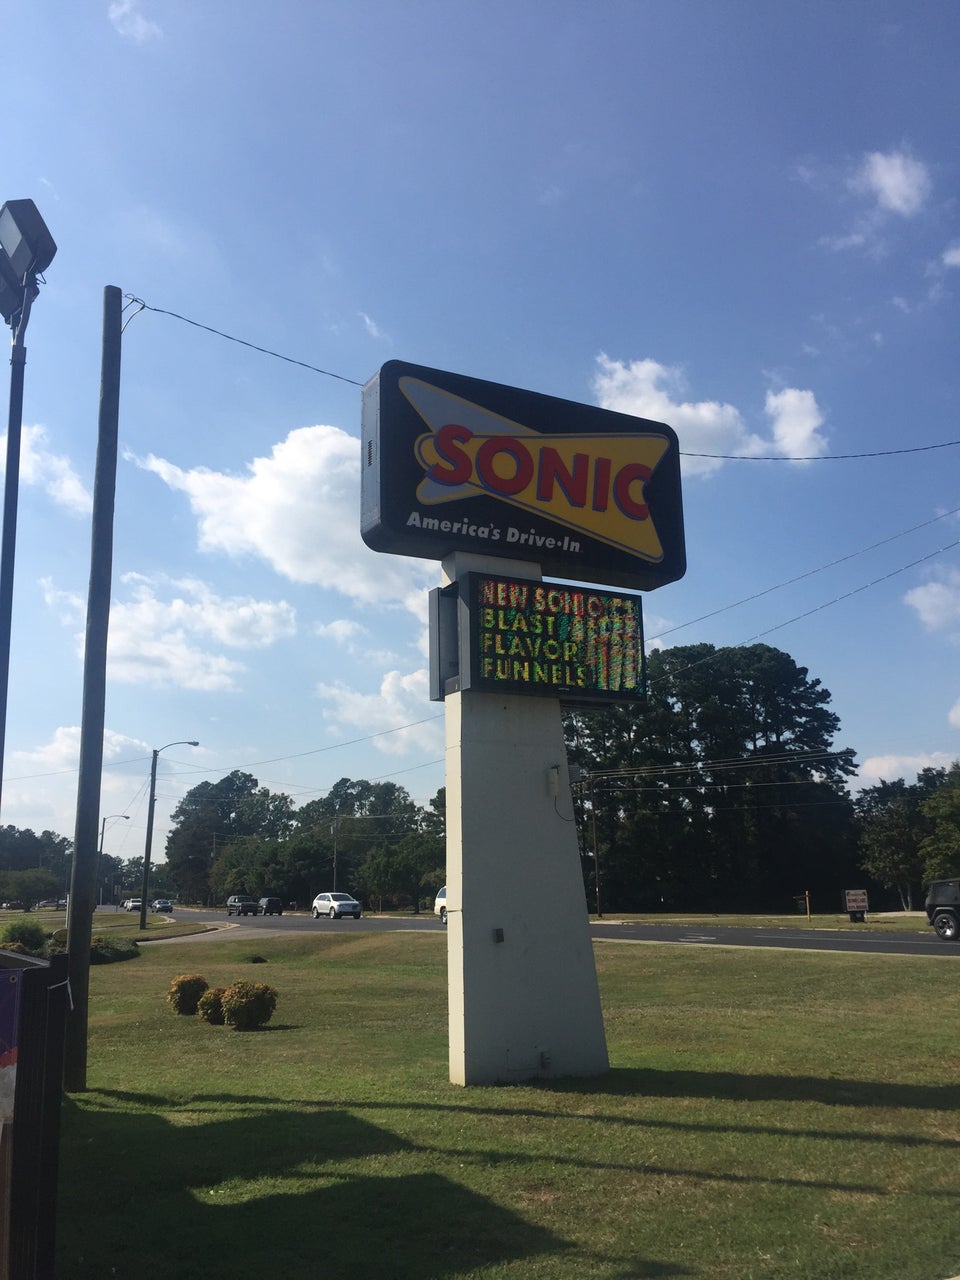 SONIC
America's Drive-In
NEW SONIC
BLAST
FLAVOR
FUNNELS